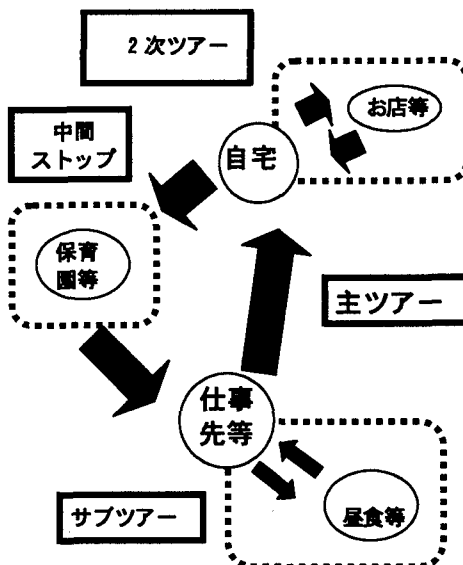 2次ツアー
お店等
中間
ストップ
自宅
保育
園等
主ツアー
仕事
先等
サブツアー
昼食等